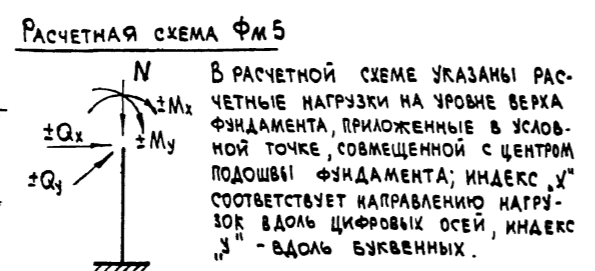 Расчетная схема Фм5
N
±Mx
±My
±Qx
±Qy
В расчетной схеме указаны рас-
четные нагрузки на уровне верха
фундамента, приложенные в услов-
ной точке, совмещенной с центром
подошвы фундамента; индекс „х"
соответствует направлению нагру-
зок вдоль цифровых осей, индекс
„у" - вдоль буквенных.